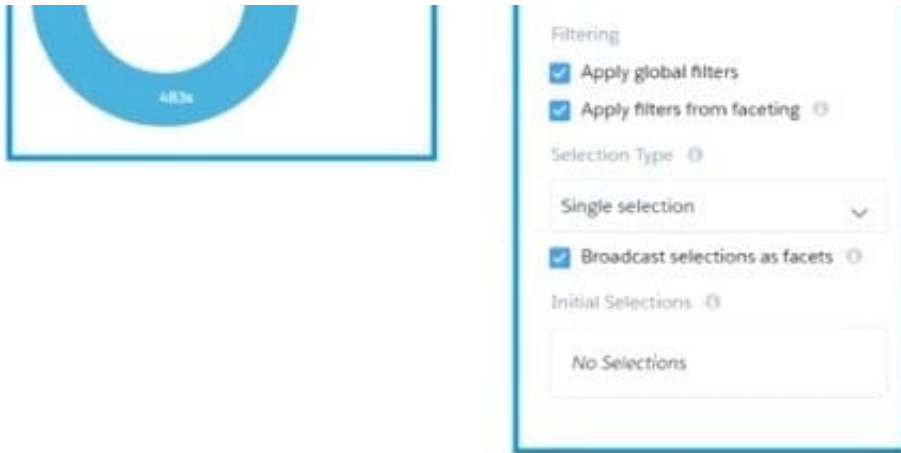 483k
Filtering
Apply global filters
Apply filters from faceting
Selection Type
Single selection
Broadcast selections as facets
Initial Selections
No Selections